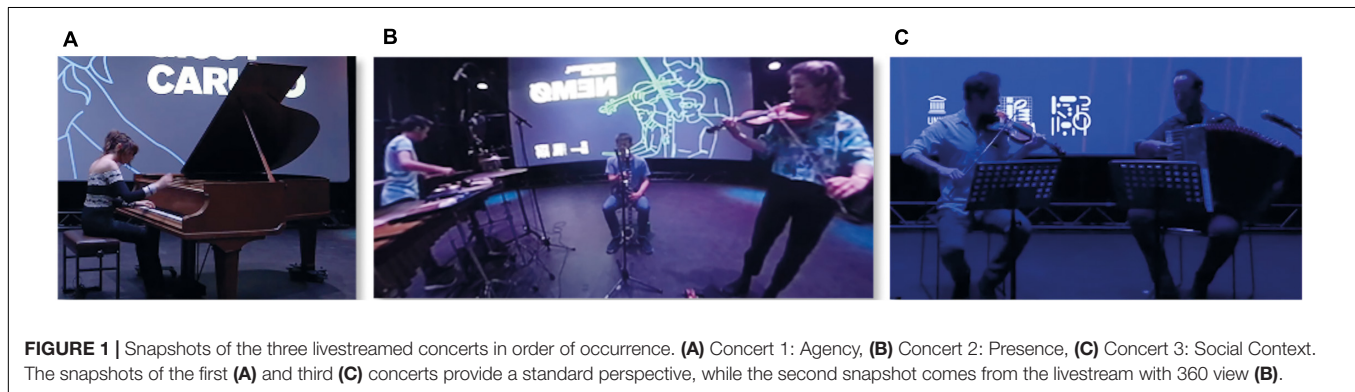 A
B
C
CARU
NEMO
UN
FIGURE 1 | Snapshots of the three livestreamed concerts in order of occurrence. (A) Concert 1: Agency, (B) Concert 2: Presence, (C) Concert 3: Social Context.
The snapshots of the first (A) and third (C) concerts provide a standard perspective, while the second snapshot comes from the livestream with 360 view (B).